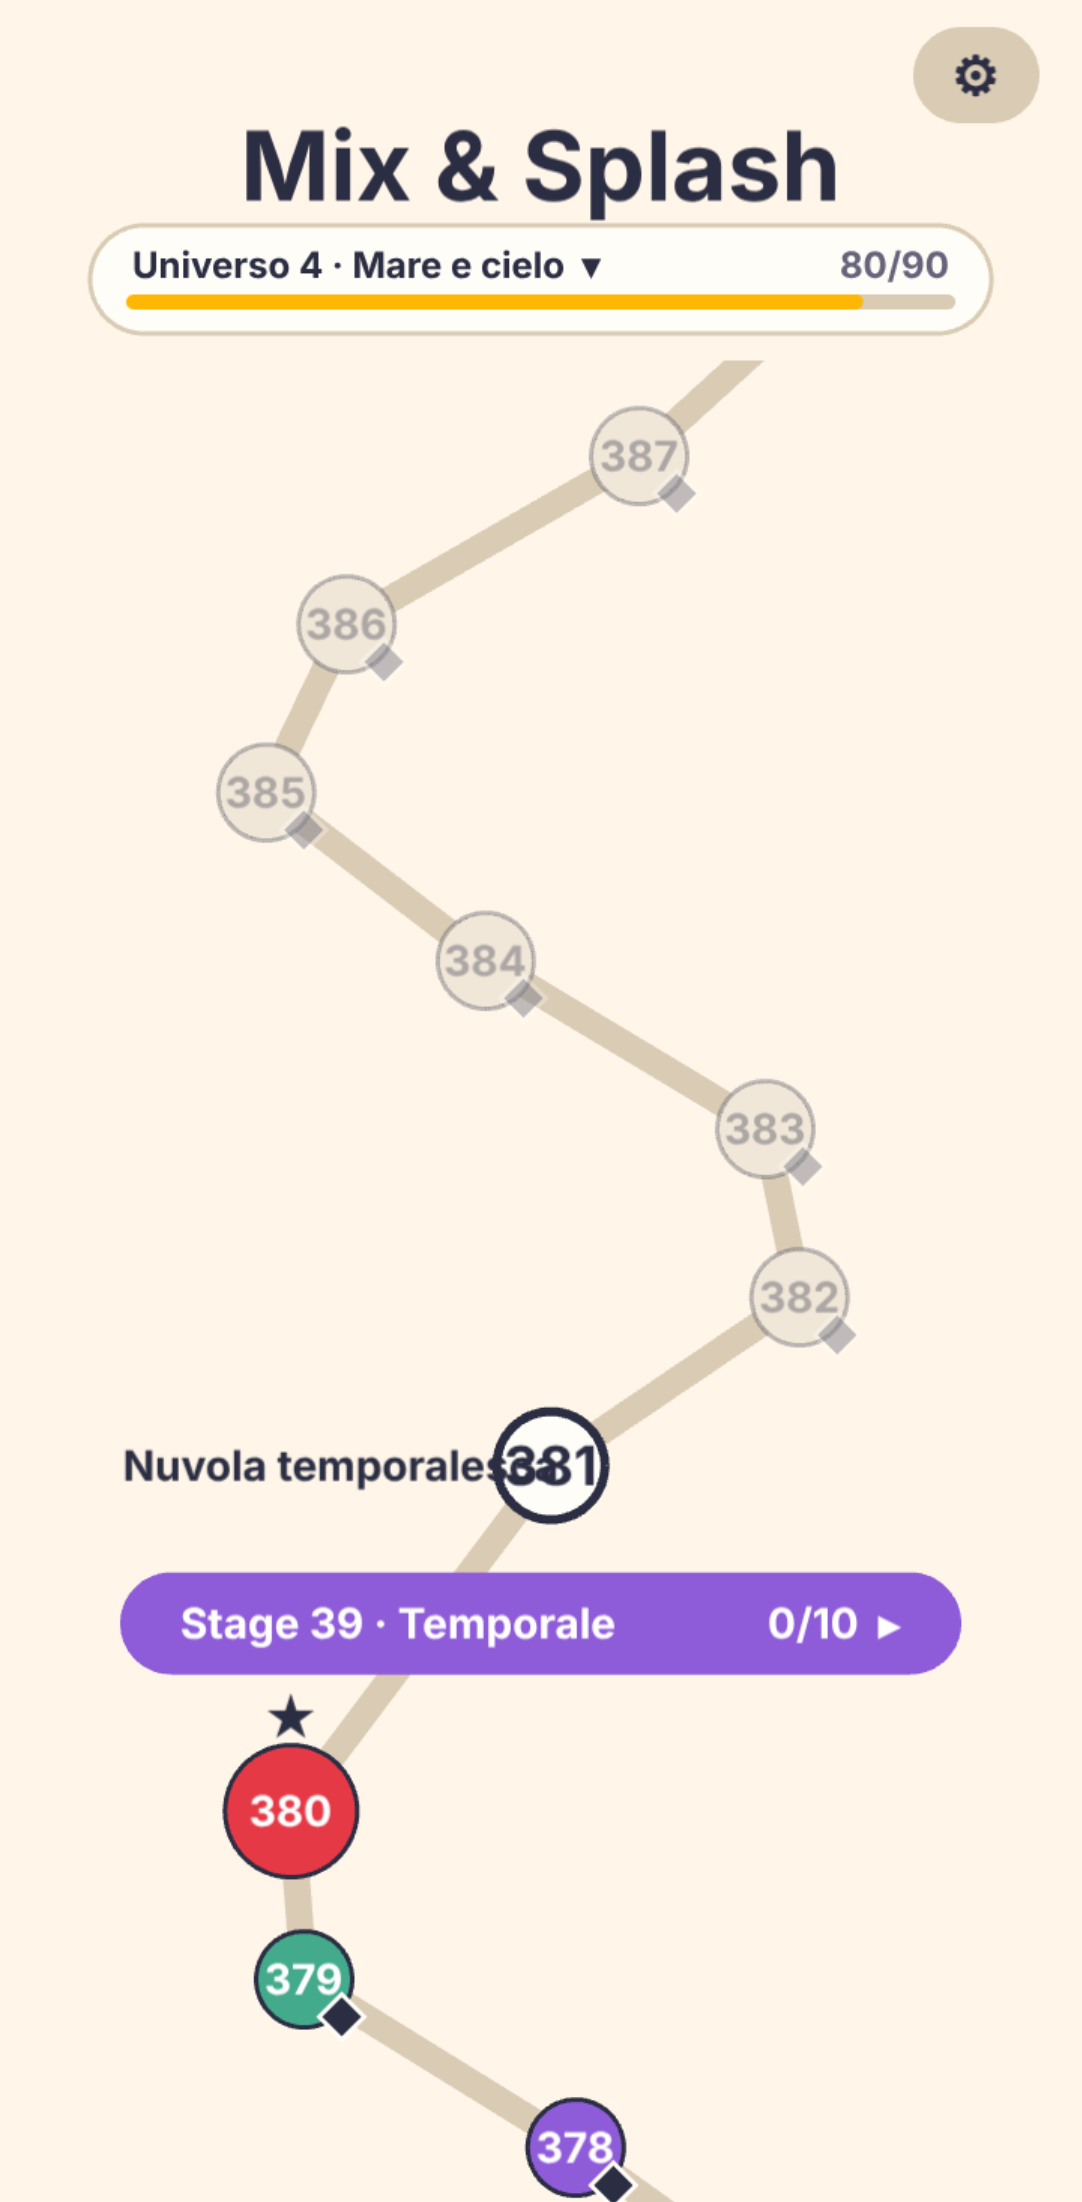 Mix & Splash
Universo 4 · Mare e cielo ▼ 80/90
387
386
385
384
383
382
Nuvola temporalesca 381
Stage 39 · Temporale 0/10 ►
380
379
378